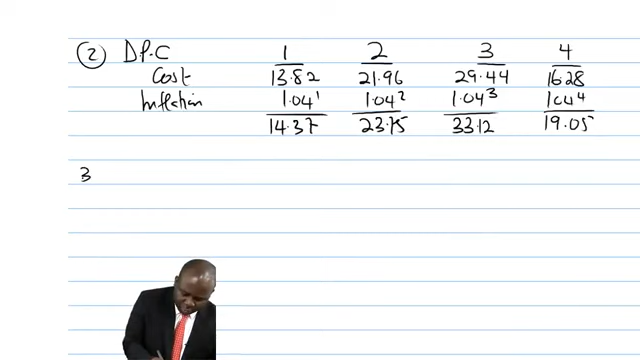 2 D.P.C 1 2 3 4
Cost 13.82 21.96 29.44 16.28
Inflation 1.04¹ 1.04² 1.04³ 1.04⁴
14.37 23.75 33.12 19.05
3